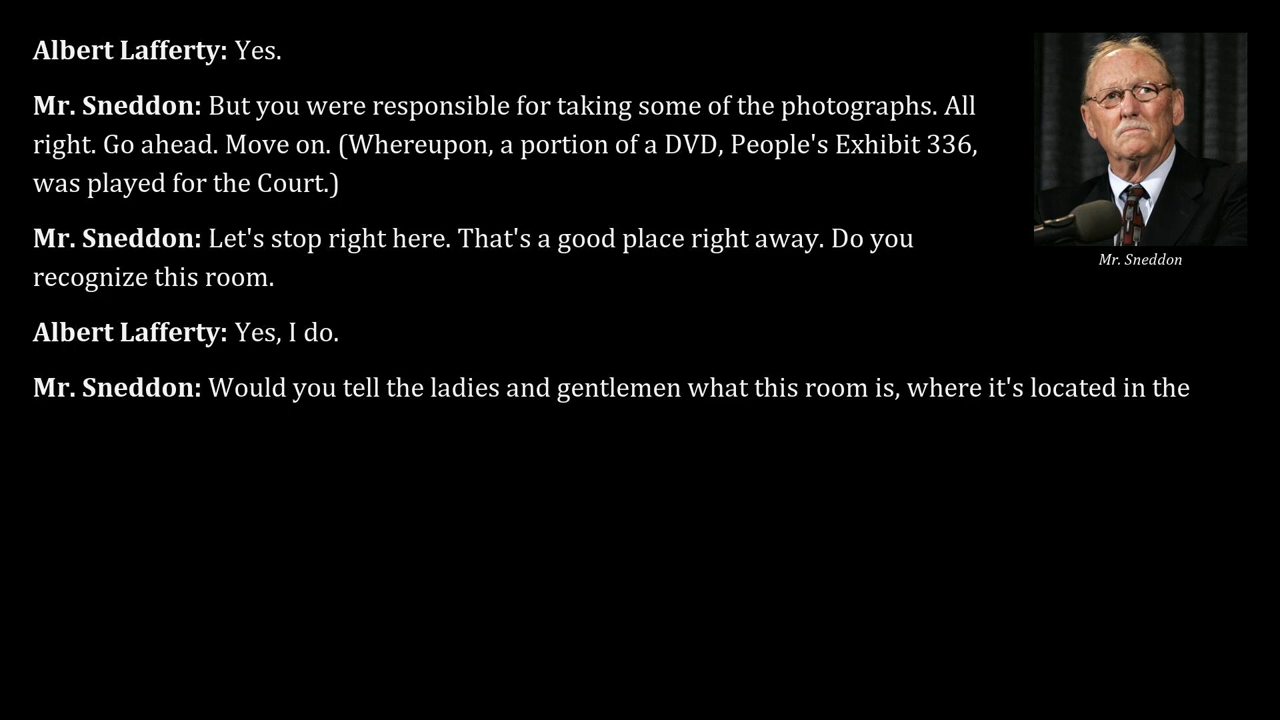 Albert Lafferty: Yes.
Mr. Sneddon: But you were responsible for taking some of the photographs. All
right. Go ahead. Move on. (Whereupon, a portion of a DVD, People's Exhibit 336,
was played for the Court.)
Mr. Sneddon
Mr. Sneddon: Let's stop right here. That's a good place right away. Do you
recognize this room.
Albert Lafferty: Yes, I do.
Mr. Sneddon: Would you tell the ladies and gentlemen what this room is, where it's located in the